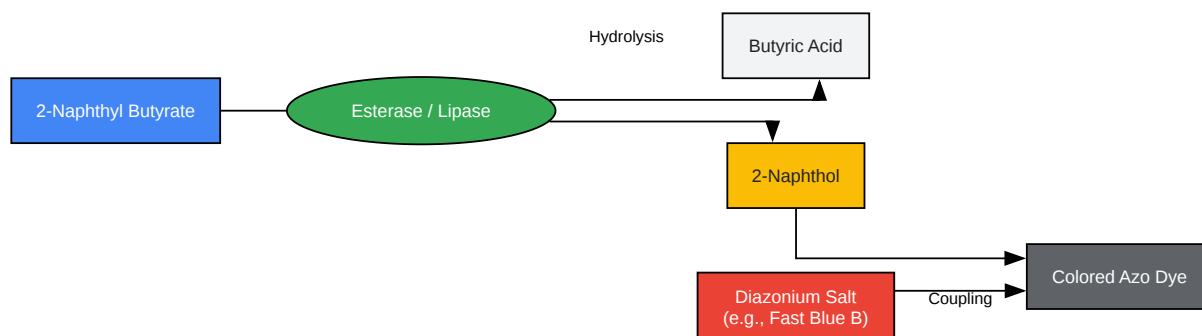 Hydrolysis
Butyric Acid
2-Naphthyl Butyrate
Esterase / Lipase
2-Naphthol
Colored Azo Dye
Diazonium Salt
(e.g., Fast Blue B)
Coupling